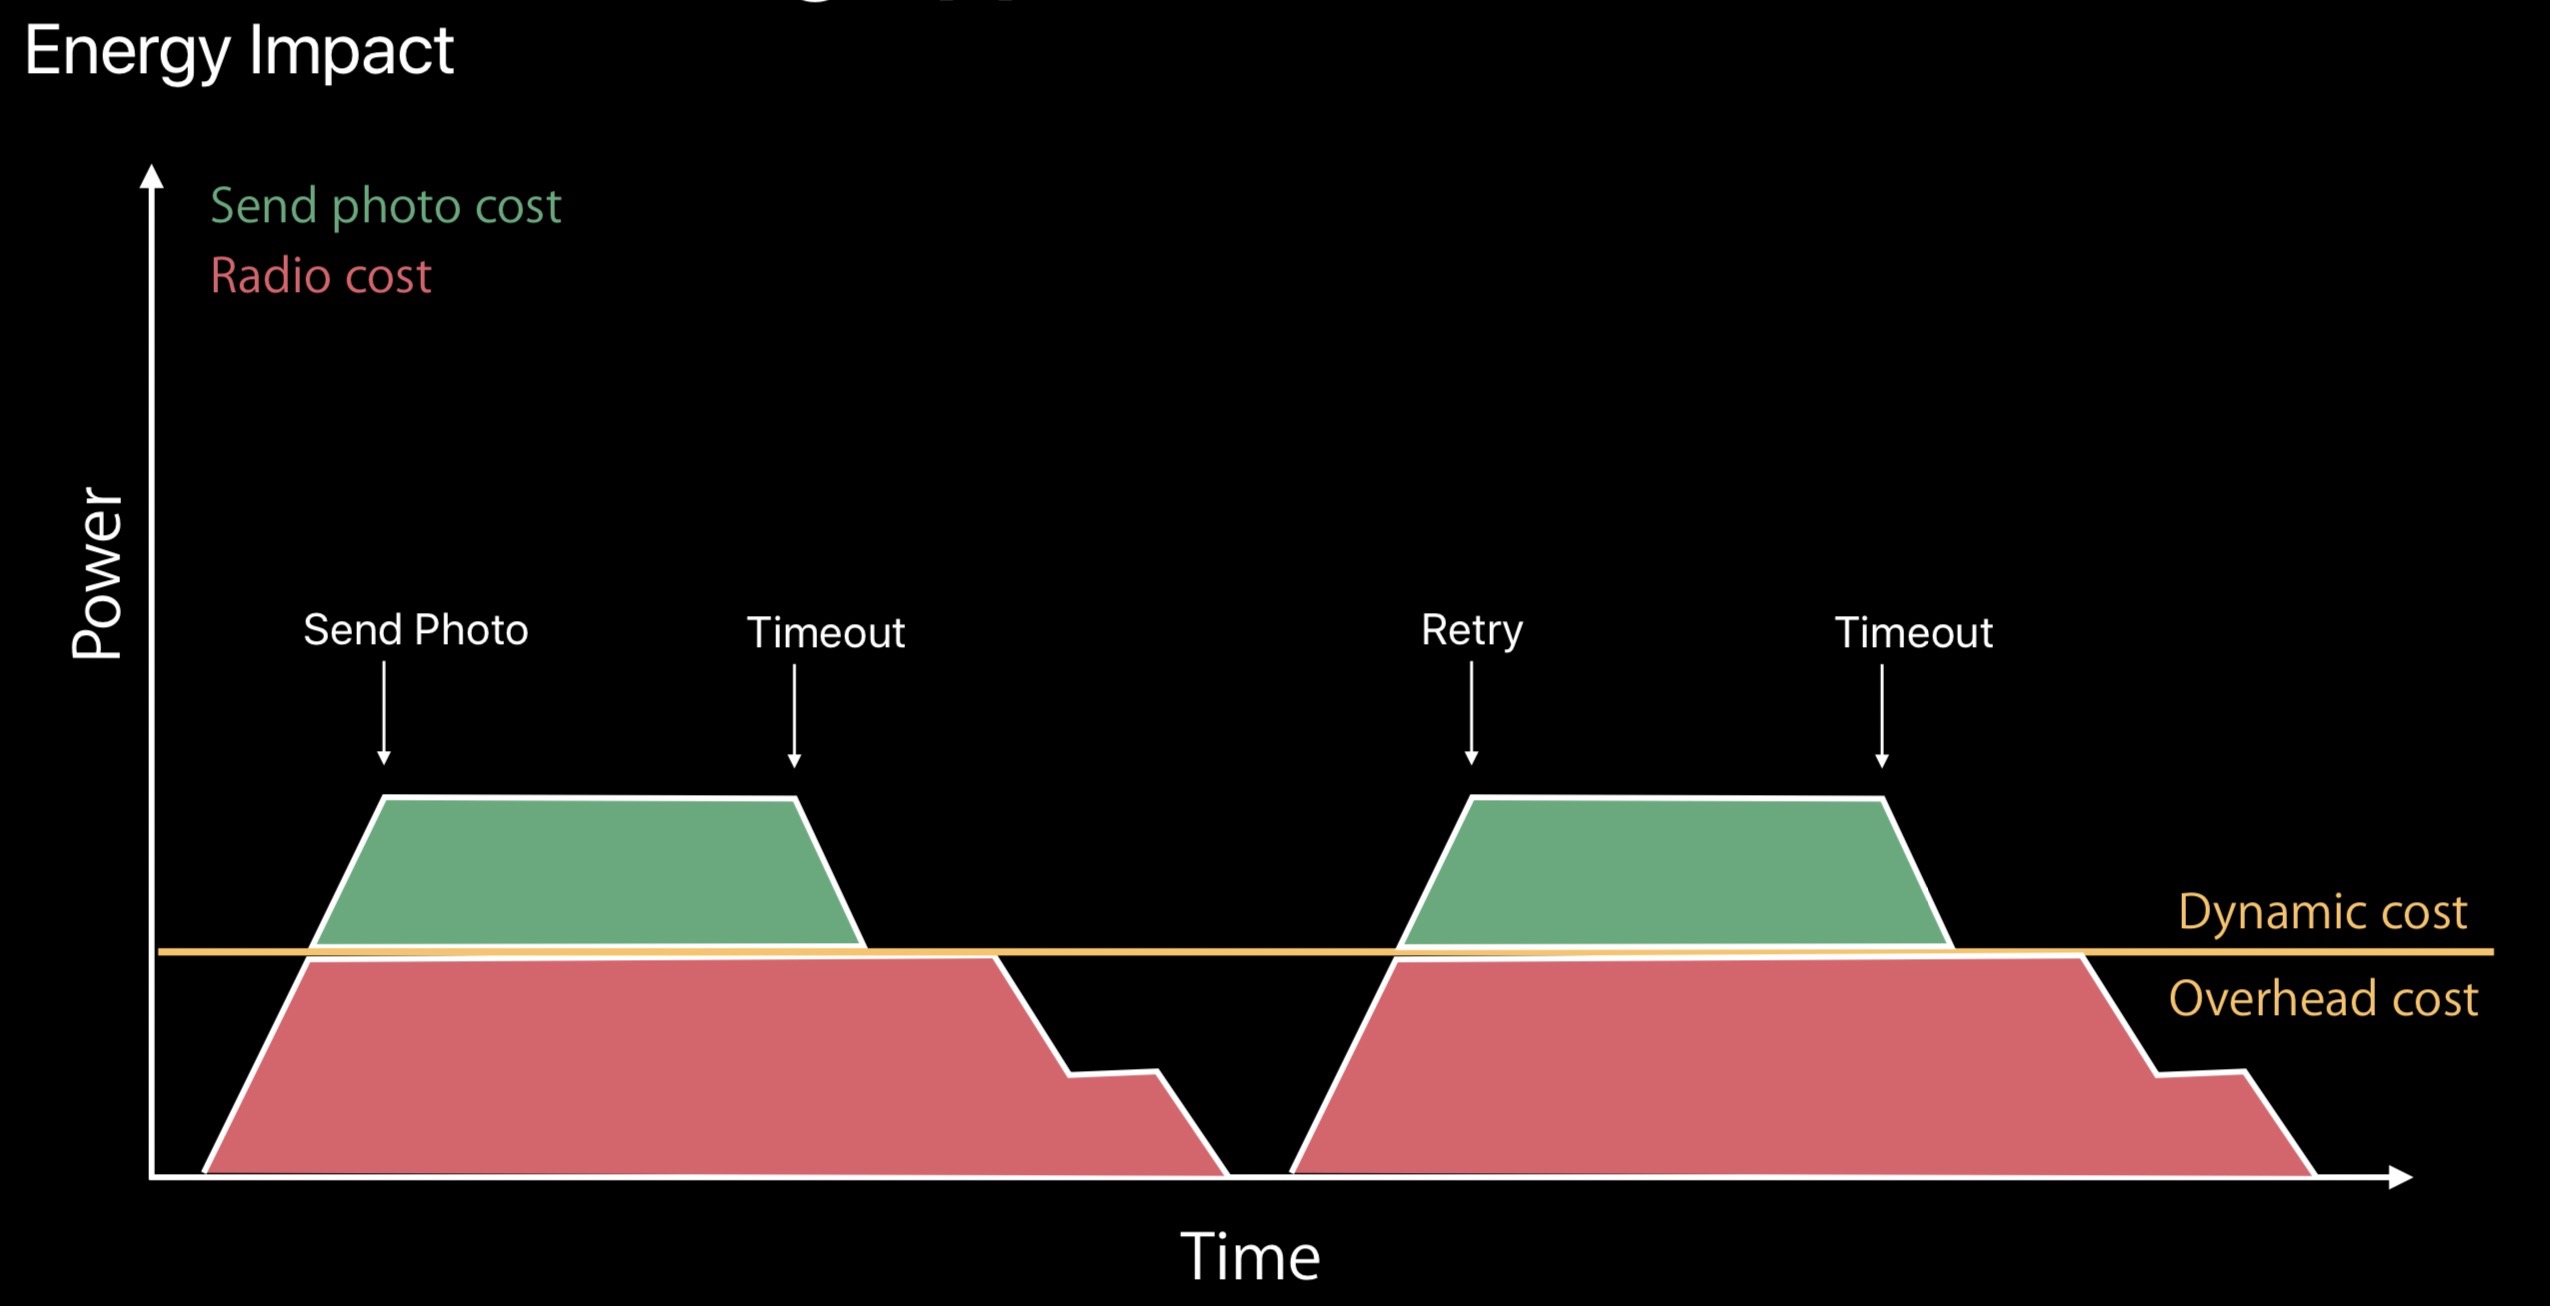 Energy Impact
Send photo cost
Radio cost
Power
Send Photo
Timeout
Retry
Timeout
Dynamic cost
Overhead cost
Time